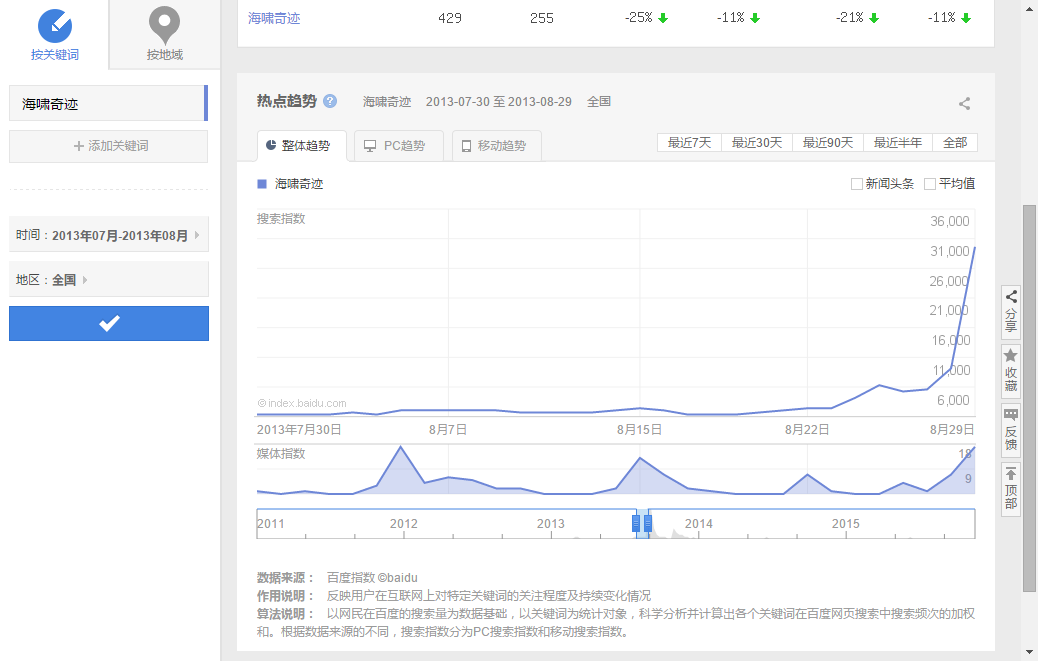 按关键词
按地域
海啸奇迹
+ 添加关键词
时间：2013年07月-2013年08月
地区：全国
海啸奇迹 429 255 -25% -11% -21% -11%
热点趋势 ? 海啸奇迹 2013-07-30 至 2013-08-29 全国
整体趋势 PC趋势 移动趋势
最近7天 最近30天 最近90天 最近半年 全部
海啸奇迹 新闻头条 平均值
搜索指数
36,000
31,000
26,000
21,000
16,000
11,000
6,000
©index.baidu.com
2013年7月30日 8月7日 8月15日 8月22日 8月29日
媒体指数
18
9
2011 2012 2013 2014 2015
数据来源： 百度指数 ©baidu
作用说明： 反映用户在互联网上对特定关键词的关注程度及持续变化情况
算法说明： 以网民在百度的搜索量为数据基础，以关键词为统计对象，科学分析并计算出各个关键词在百度网页搜索中搜索频次的加权
和。根据数据来源的不同，搜索指数分为PC搜索指数和移动搜索指数。
分享
收藏
反馈
顶部